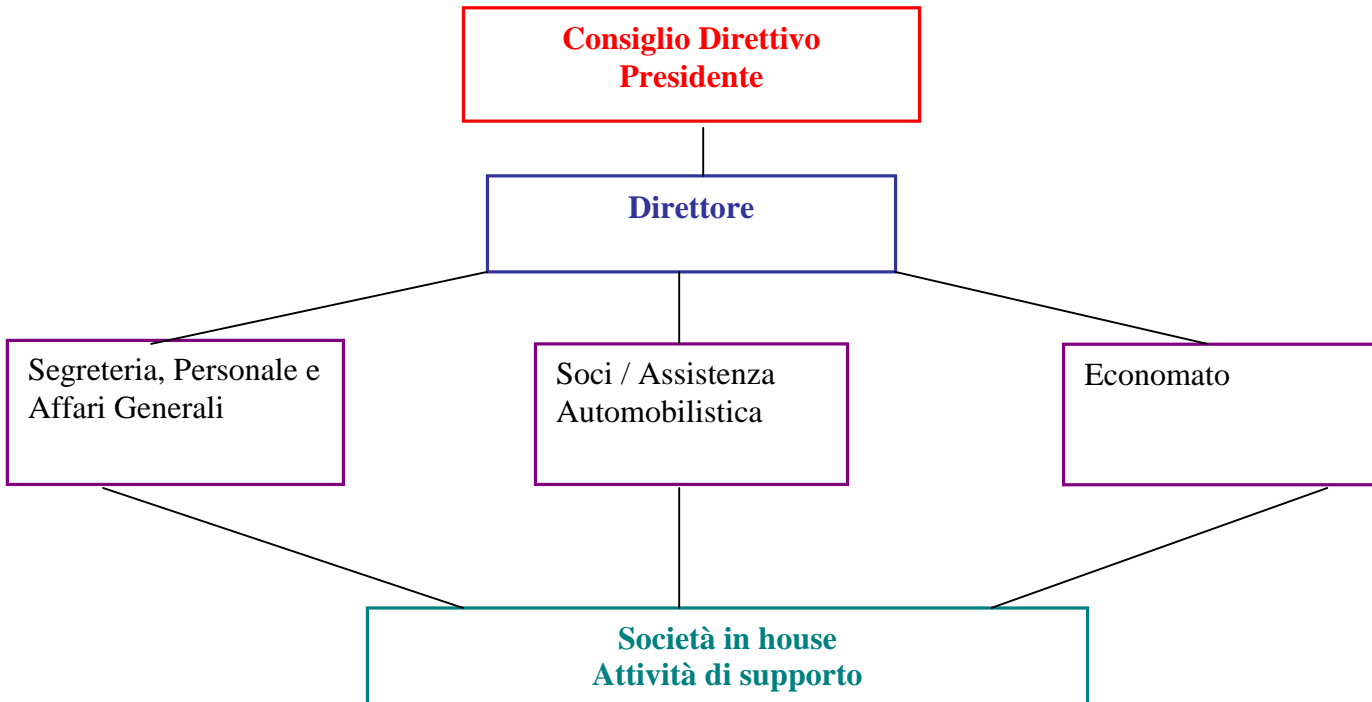 Consiglio Direttivo
Presidente
Direttore
Segreteria, Personale e
Affari Generali
Soci / Assistenza
Automobilistica
Economato
Società in house
Attività di supporto